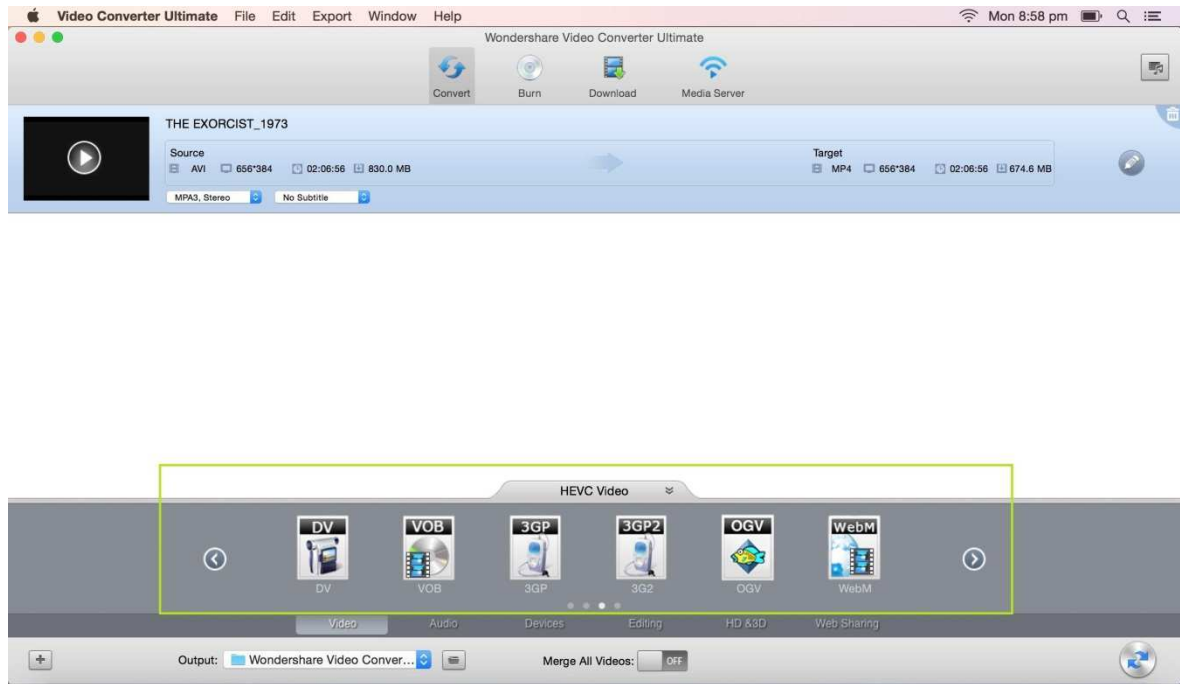 Video Converter Ultimate File Edit Export Window Help Mon 8:58 pm
Wondershare Video Converter Ultimate
Convert Burn Download Media Server
THE EXORCIST_1973
Source Target
AVI 656*384 02:06:56 830.0 MB MP4 656*384 02:06:56 674.6 MB
MPA3, Stereo No Subtitle
HEVC Video
DV VOB 3GP 3GP2 OGV WebM
DV VOB 3GP 3G2 OGV WebM
Video Audio Devices Editing HD &3D Web Sharing
Output: Wondershare Video Conver... Merge All Videos: OFF